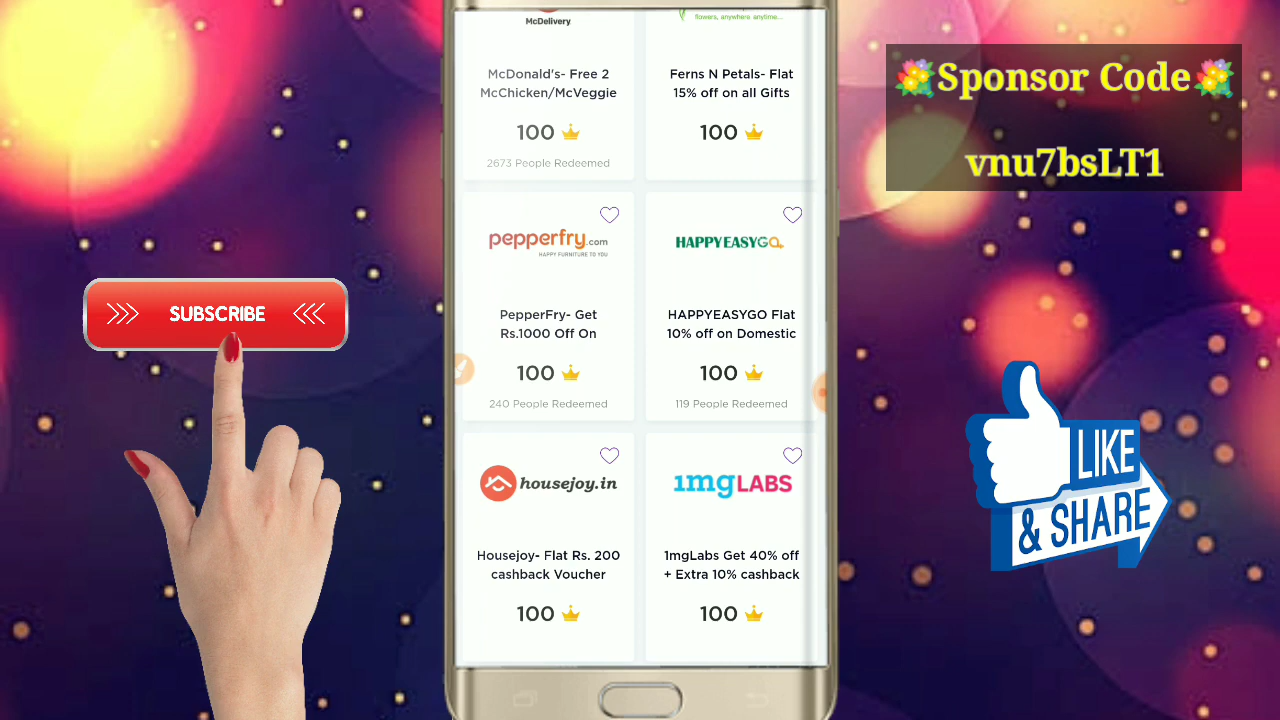 McDelivery
flowers, anywhere anytime...
McDonald's- Free 2
McChicken/McVeggie
100
2673 People Redeemed
Ferns N Petals- Flat
15% off on all Gifts
100
pepperfry.com
HAPPY FURNITURE TO YOU
PepperFry- Get
Rs.1000 Off On
100
240 People Redeemed
HAPPYEASYGO
HAPPYEASYGO Flat
10% off on Domestic
100
119 People Redeemed
housejoy.in
Housejoy- Flat Rs. 200
cashback Voucher
100
1mgLABS
1mgLabs Get 40% off
+ Extra 10% cashback
100
SUBSCRIBE
Sponsor Code
vnu7bsLT1
LIKE
& SHARE